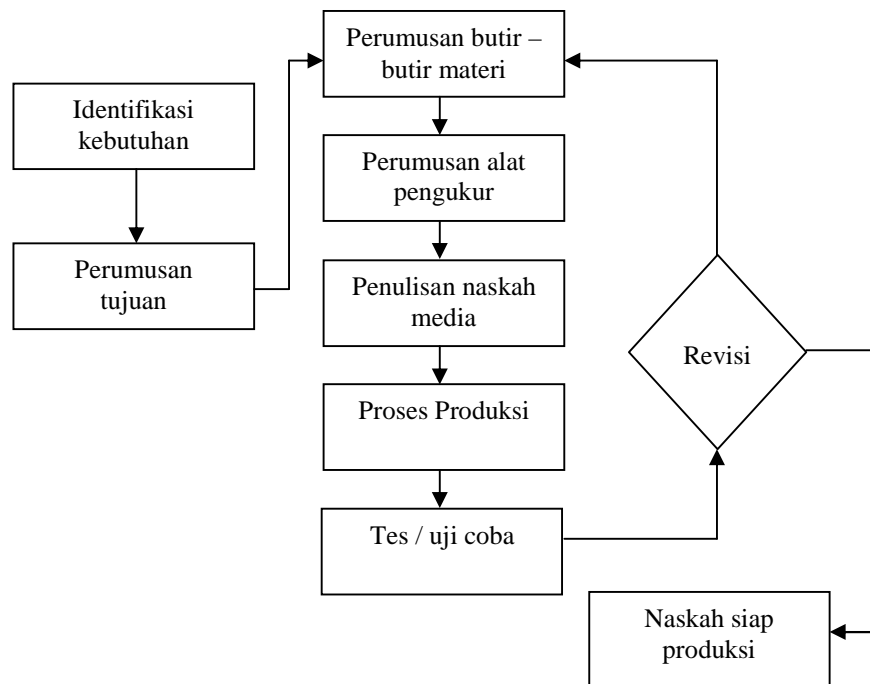 Identifikasi
kebutuhan
Perumusan
tujuan
Perumusan butir –
butir materi
Perumusan alat
pengukur
Penulisan naskah
media
Proses Produksi
Tes / uji coba
Revisi
Naskah siap
produksi